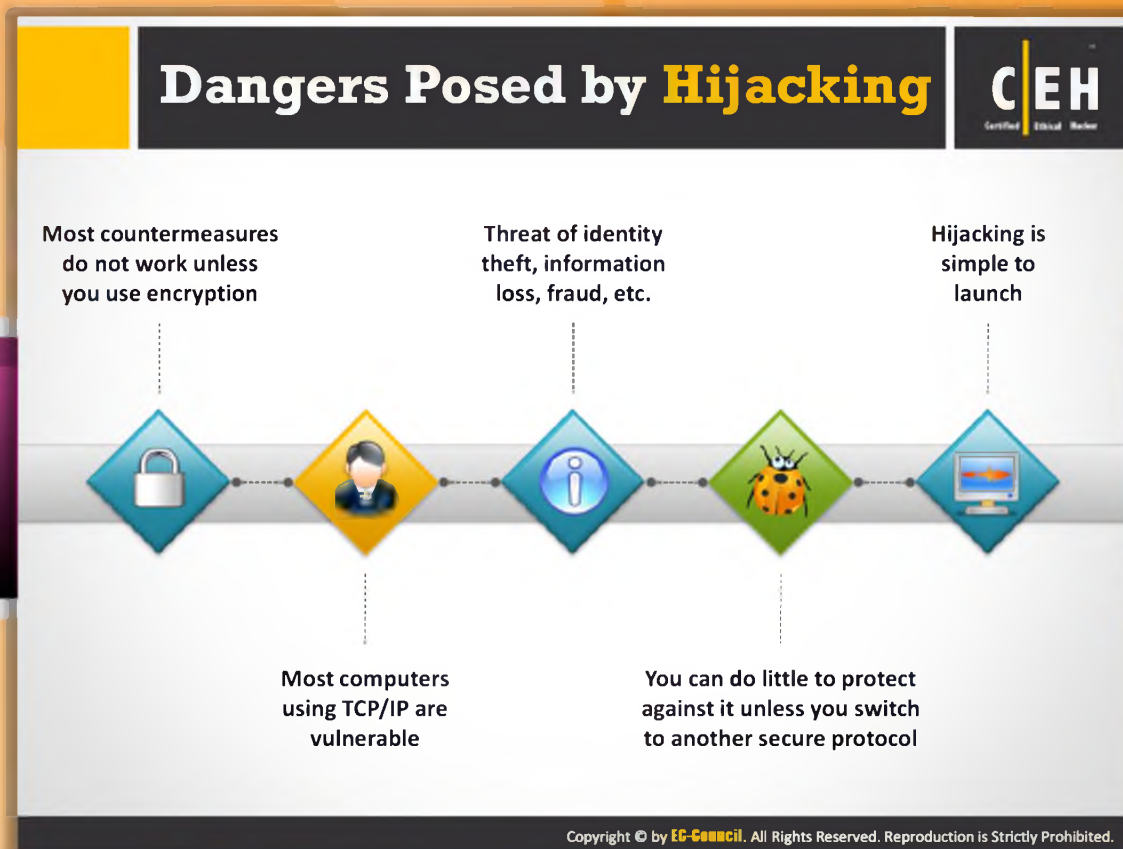 Dangers Posed by Hijacking
C EH
Certified Ethical Hacker
Most countermeasures
do not work unless
you use encryption
Threat of identity
theft, information
loss, fraud, etc.
Hijacking is
simple to
launch
Most computers
using TCP/IP are
vulnerable
You can do little to protect
against it unless you switch
to another secure protocol
Copyright © by EC-Council. All Rights Reserved. Reproduction is Strictly Prohibited.